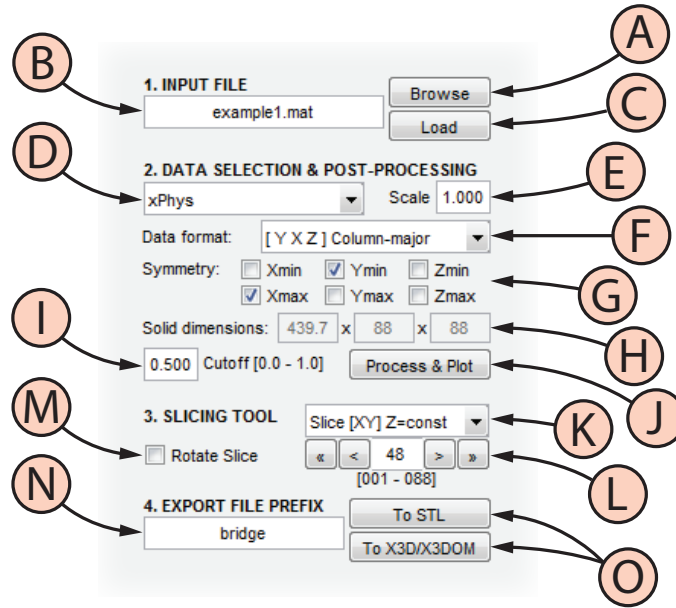 A
B
1. INPUT FILE
Browse
example1.mat
C
Load
D
2. DATA SELECTION & POST-PROCESSING
E
xPhys
Scale 1.000
F
Data format: [ Y X Z ] Column-major
Symmetry: Xmin Ymin Zmin
G
Xmax Ymax Zmax
I
Solid dimensions: 439.7 x 88 x 88
H
0.500 Cutoff [0.0 - 1.0] Process & Plot
J
M
3. SLICING TOOL Slice [XY] Z=const
K
Rotate Slice « < 48 > »
L
[001 - 088]
N
4. EXPORT FILE PREFIX
To STL
bridge
To X3D/X3DOM
O